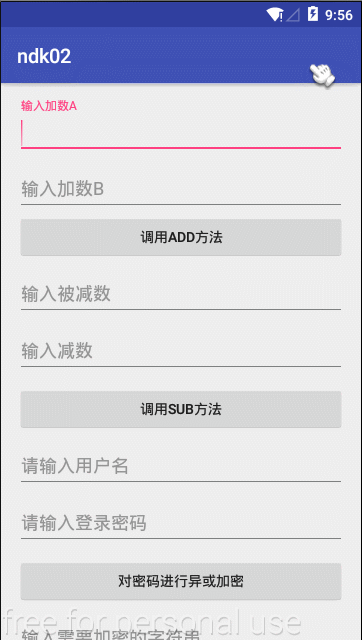 9:56
ndk02
输入加数A
输入加数B
调用ADD方法
输入被减数
输入减数
调用SUB方法
请输入用户名
请输入登录密码
对密码进行异或加密
free for personal use
输入需要加密的字符串